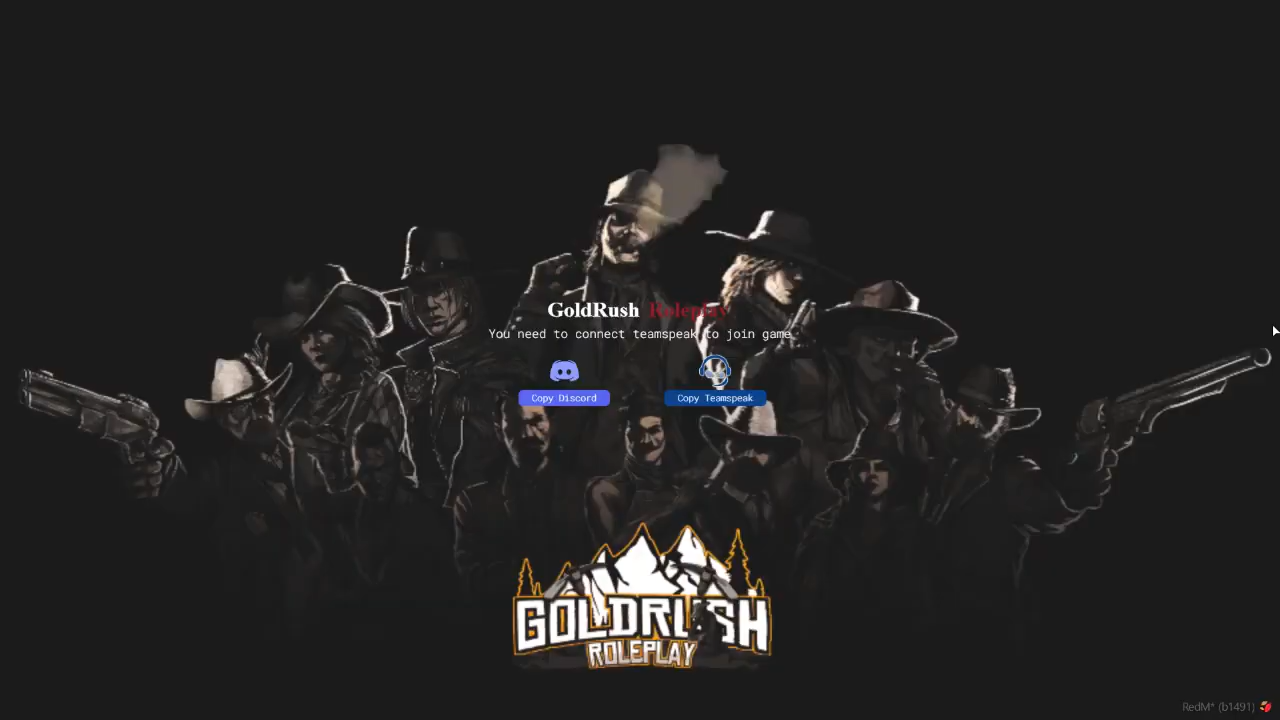 GoldRush Roleplay
You need to connect teamspeak to join game
Copy Discord
Copy Teamspeak
GOLDRUSH
ROLEPLAY
RedM* (b1491)